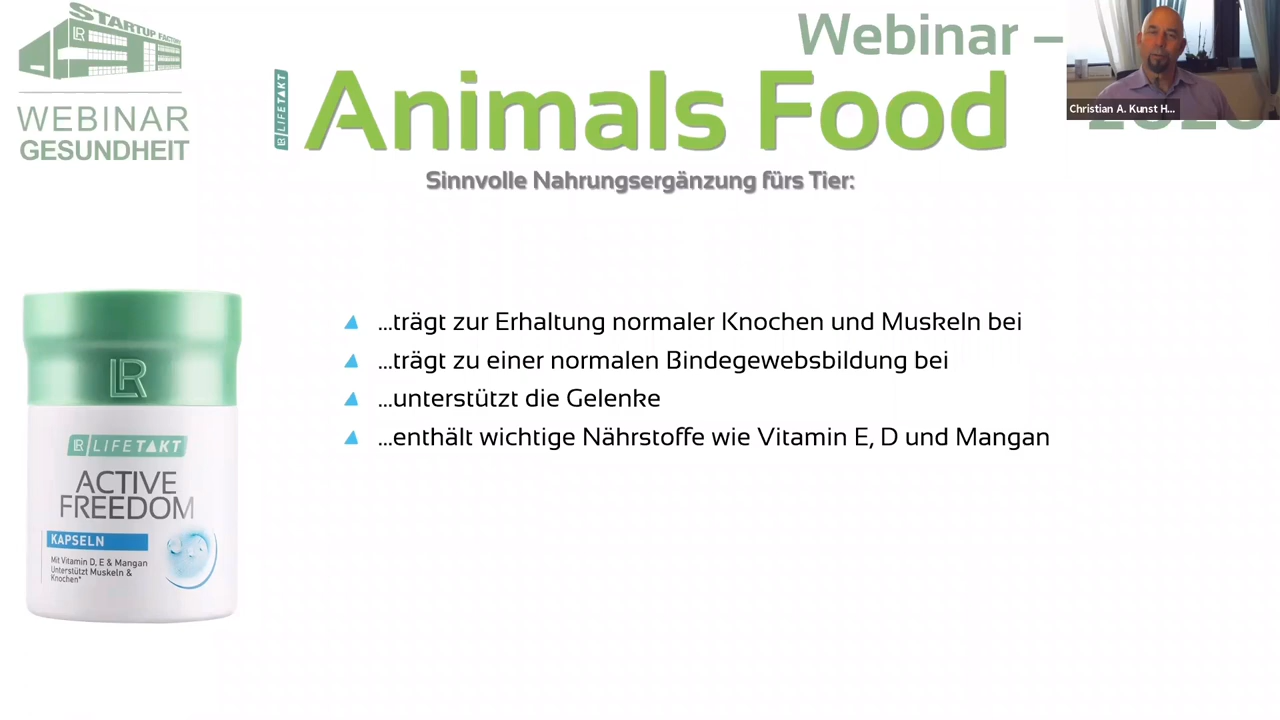 STARTUP FACTORY
LR
WEBINAR
GESUNDHEIT
Webinar –
LR LIFETAKT
Animals Food
Christian A. Kunst H...
Sinnvolle Nahrungsergänzung fürs Tier:
...trägt zur Erhaltung normaler Knochen und Muskeln bei
...trägt zu einer normalen Bindegewebsbildung bei
...unterstützt die Gelenke
...enthält wichtige Nährstoffe wie Vitamin E, D und Mangan
LR
LR LIFETAKT
ACTIVE
FREEDOM
KAPSELN
Mit Vitamin D, E & Mangan
Unterstützt Muskeln &
Knochen*